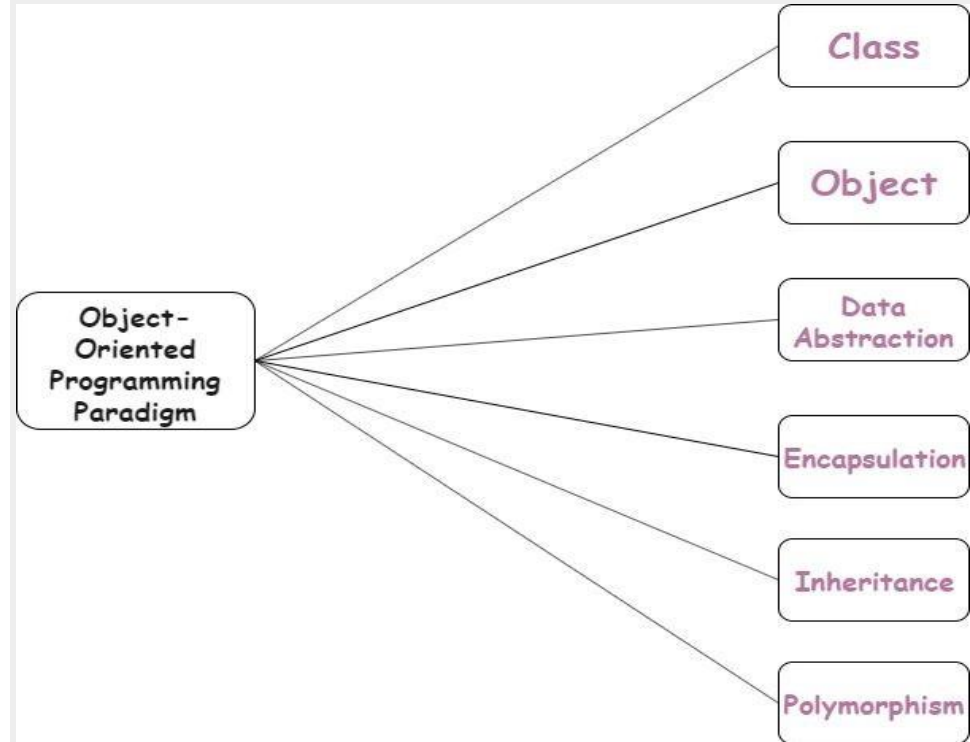 Class
Object
Object-
Oriented
Programming
Paradigm
Data
Abstraction
Encapsulation
Inheritance
Polymorphism